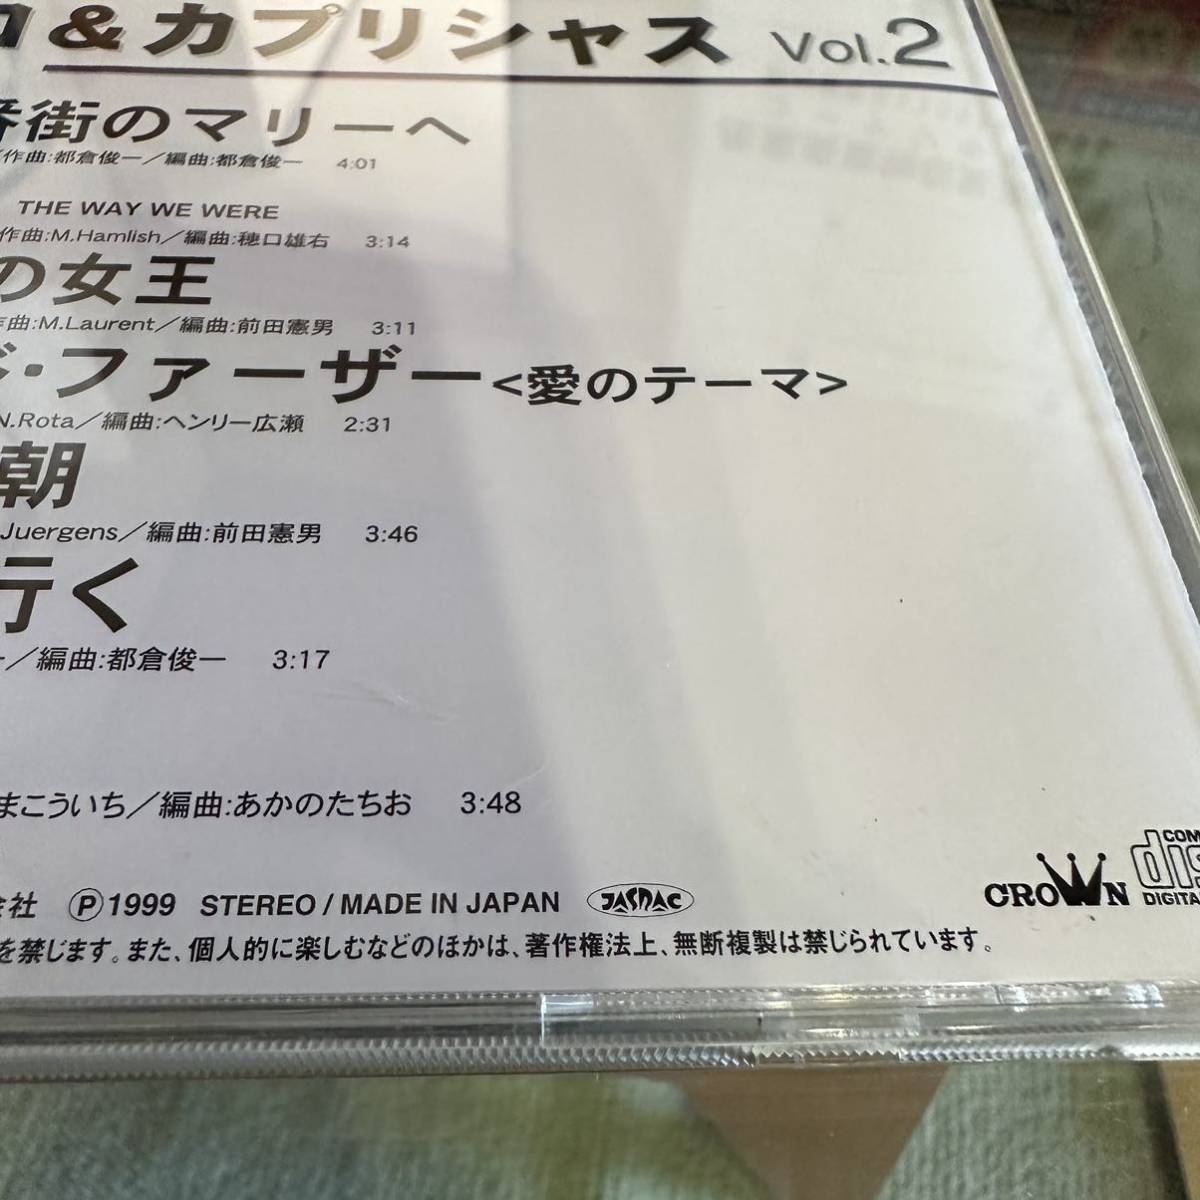 ロ&カプリシャス Vol.2
番街のマリーへ
作曲:都倉俊一／編曲:都倉俊一 4:01
THE WAY WE WERE
作曲:M.Hamlish／編曲:穂口雄右 3:14
の女王
作曲:M.Laurent／編曲:前田憲男 3:11
ド・ファーザー<愛のテーマ>
N.Rota／編曲:ヘンリー広瀬 2:31
朝
Juergens／編曲:前田憲男 3:46
行く
／編曲:都倉俊一 3:17
まこういち／編曲:あかのたちお 3:48
会社 Ⓟ1999 STEREO / MADE IN JAPAN JASRAC
CROWN
COM
dis
DIGITAL
を禁じます。また、個人的に楽しむなどのほかは、著作権法上、無断複製は禁じられています。